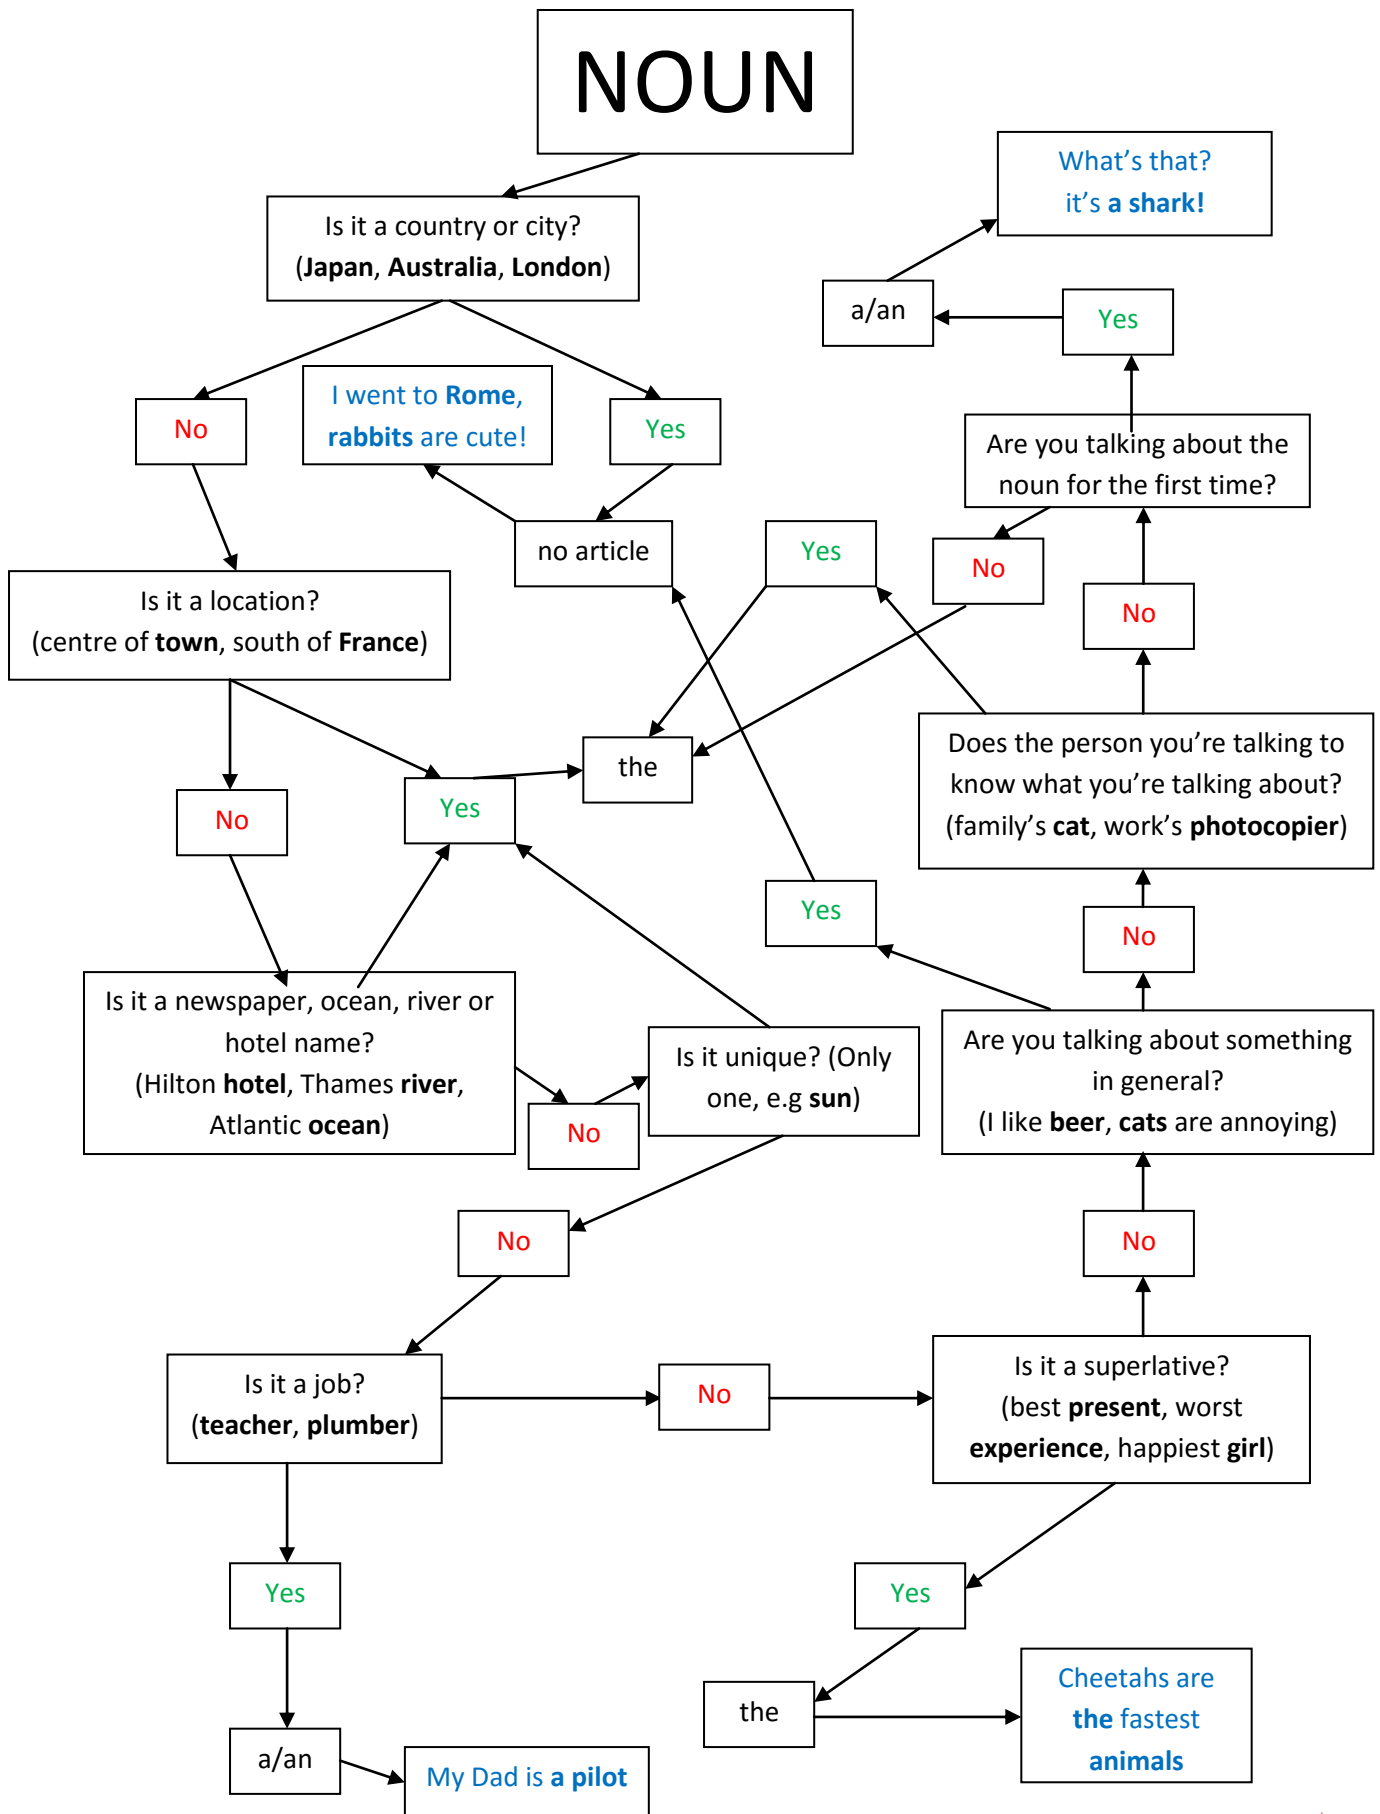 NOUN
What's that?
it's a shark!
Is it a country or city?
(Japan, Australia, London)
a/an
Yes
I went to Rome,
rabbits are cute!
No
Yes
Are you talking about the
noun for the first time?
no article
Yes
No
Is it a location?
(centre of town, south of France)
No
the
Does the person you're talking to
know what you're talking about?
(family's cat, work's photocopier)
No
Yes
Yes
No
Is it a newspaper, ocean, river or
hotel name?
(Hilton hotel, Thames river,
Atlantic ocean)
Is it unique? (Only
one, e.g sun)
Are you talking about something
in general?
(I like beer, cats are annoying)
No
No
No
Is it a job?
(teacher, plumber)
No
Is it a superlative?
(best present, worst
experience, happiest girl)
Yes
Yes
a/an
My Dad is a pilot
the
Cheetahs are
the fastest
animals